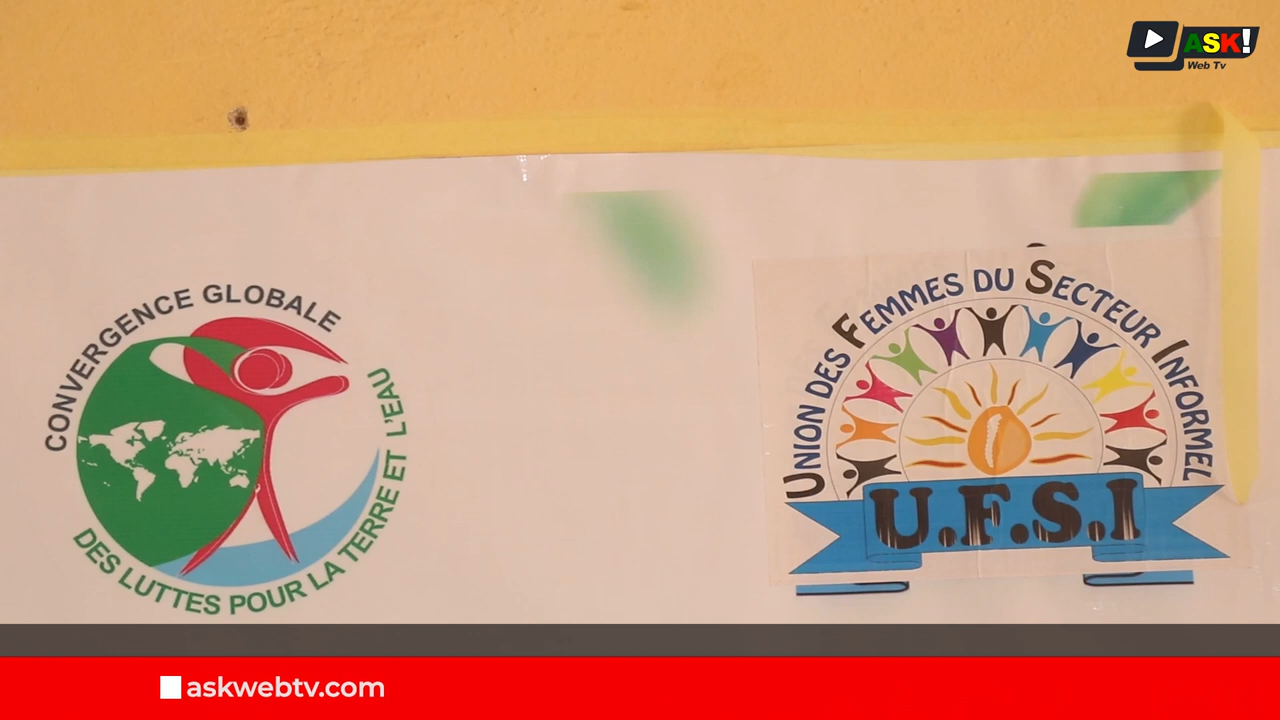 ASK!
Web Tv
CONVERGENCE GLOBALE
DES LUTTES POUR LA TERRE ET L'EAU
UNION DES FEMMES DU SECTEUR INFORMEL
U.F.S.I
askwebtv.com